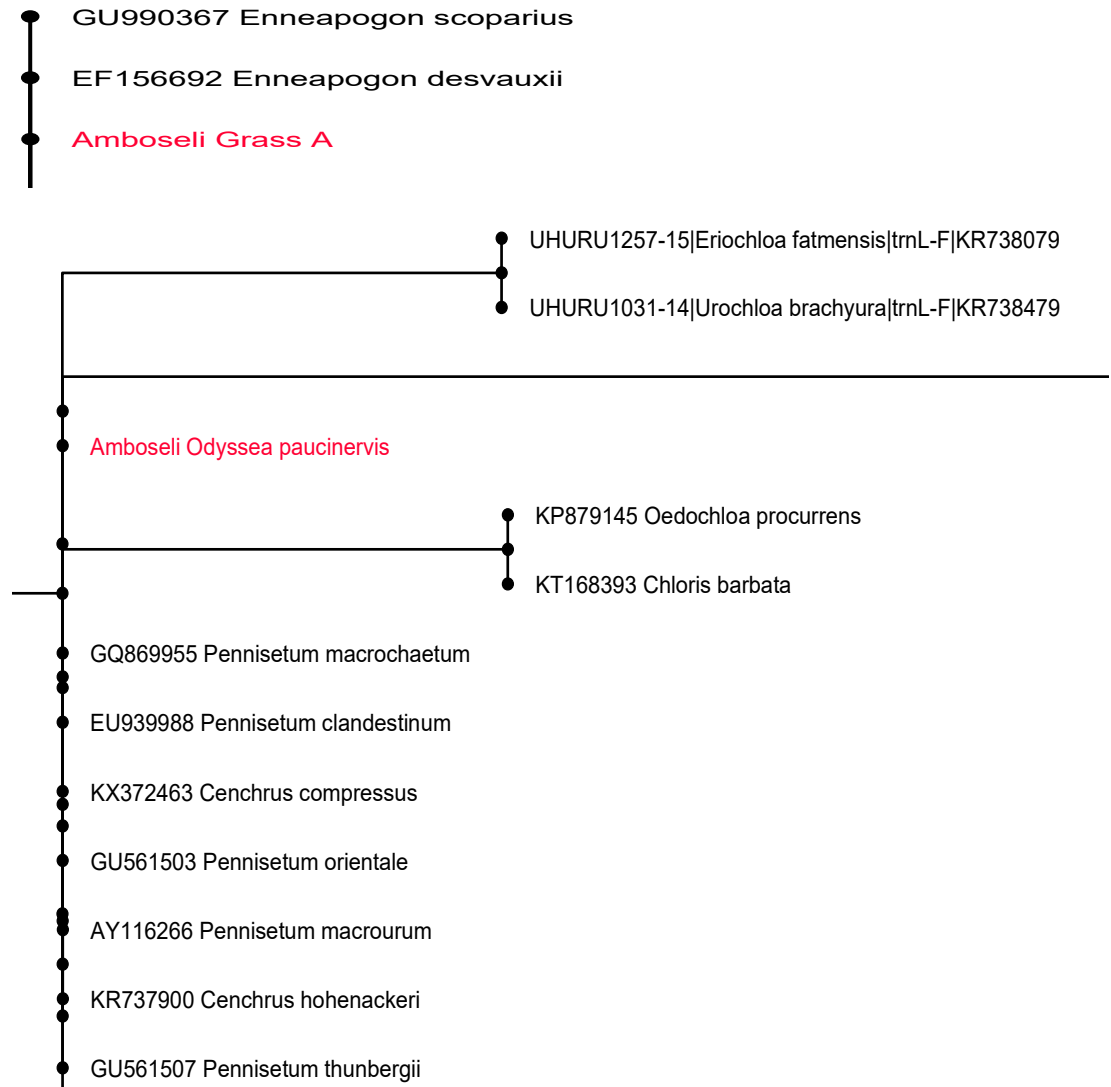 GU990367 Enneapogon scoparius
EF156692 Enneapogon desvauxii
Amboseli Grass A
UHURU1257-15|Eriochloa fatmensis|trnL-F|KR738079
UHURU1031-14|Urochloa brachyura|trnL-F|KR738479
Amboseli Odyssea paucinervis
KP879145 Oedochloa procurrens
KT168393 Chloris barbata
GQ869955 Pennisetum macrochaetum
EU939988 Pennisetum clandestinum
KX372463 Cenchrus compressus
GU561503 Pennisetum orientale
AY116266 Pennisetum macrourum
KR737900 Cenchrus hohenackeri
GU561507 Pennisetum thunbergii